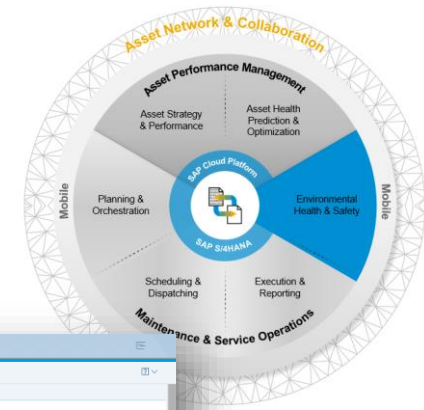 Asset Network & Collaboration
Asset Performance Management
Asset Strategy
& Performance
Asset Health
Prediction &
Optimization
SAP Cloud Platform
Mobile
Planning &
Orchestration
Environmental
Health & Safety
Mobile
SAP S/4HANA
Scheduling &
Dispatching
Execution &
Reporting
Maintenance & Service Operations